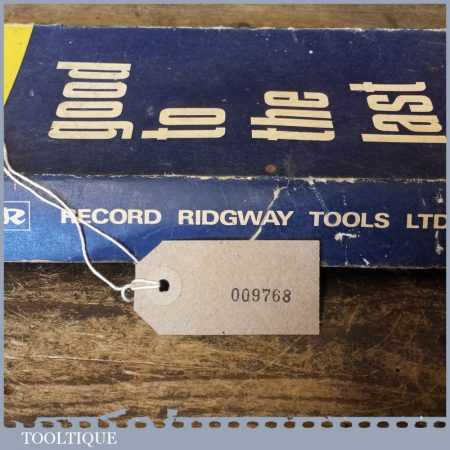 good
to
the
last
R RECORD RIDGWAY TOOLS LTD
009768
TOOLTIQUE